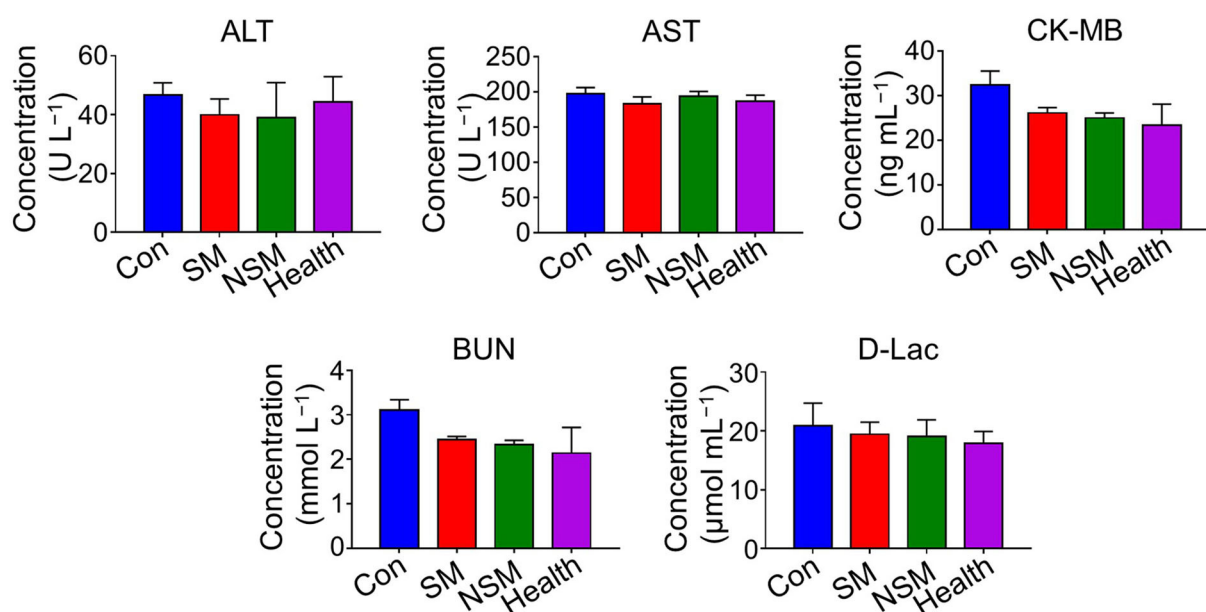 ALT
Concentration
(U L⁻¹)
60
40
20
0
Con
SM
NSM
Health
AST
Concentration
(U L⁻¹)
250
200
150
100
50
0
Con
SM
NSM
Health
CK-MB
Concentration
(ng mL⁻¹)
40
30
20
10
0
Con
SM
NSM
Health
BUN
Concentration
(mmol L⁻¹)
4
3
2
1
0
Con
SM
NSM
Health
D-Lac
Concentration
(μmol mL⁻¹)
30
20
10
0
Con
SM
NSM
Health